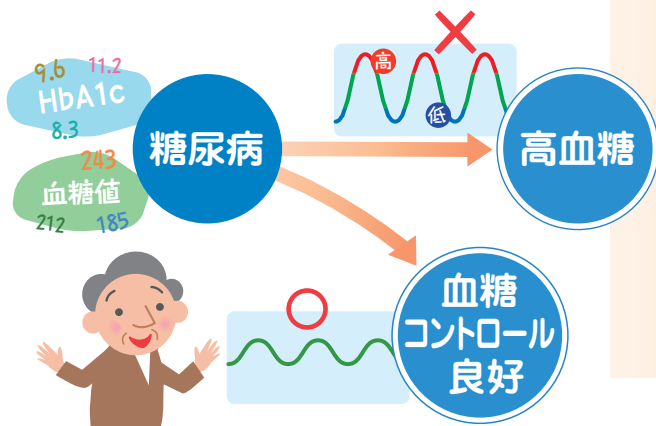 9.6 11.2
HbA1c
8.3
243
血糖値
212 185
糖尿病
高
低
高血糖
血糖
コントロール
良好